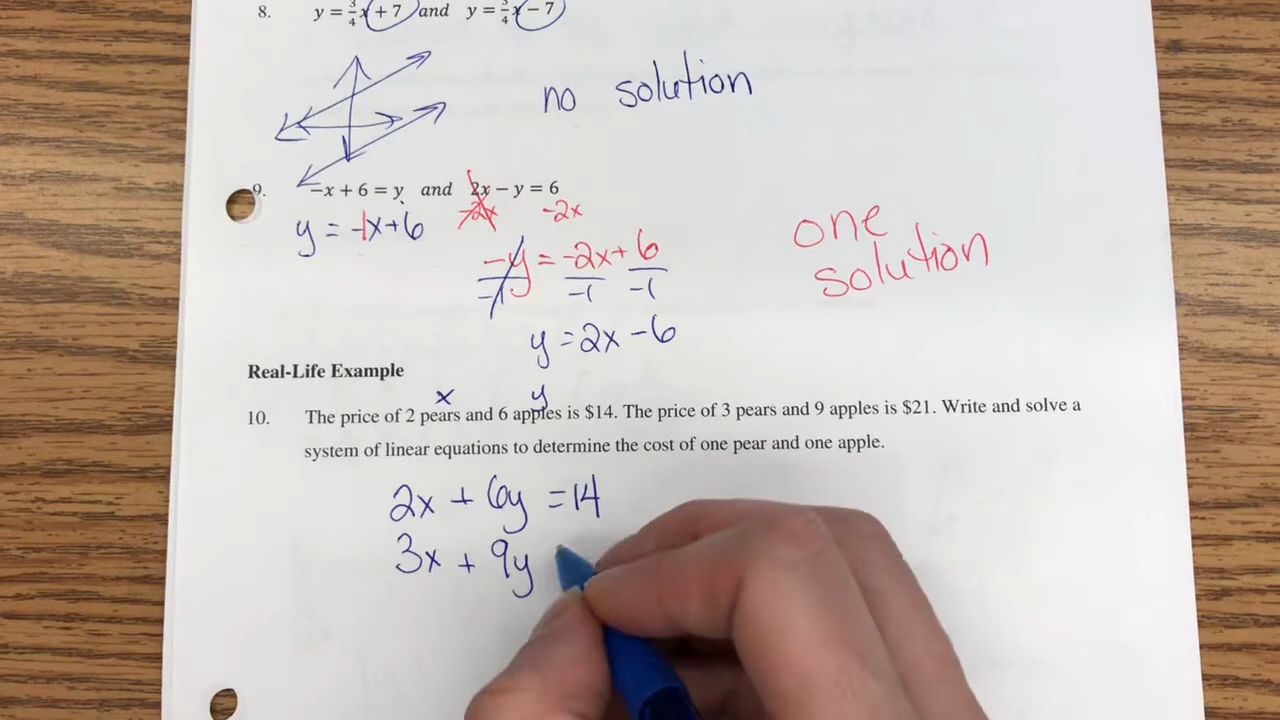 8. y = 3/4x + 7 and y = 3/4x − 7
no solution
9. −x + 6 = y and 2x − y = 6
y = -1x+6 -2x -2x
-y = -2x + 6
-1 -1 -1
y = 2x - 6
one
solution
Real-Life Example
x y
10. The price of 2 pears and 6 apples is $14. The price of 3 pears and 9 apples is $21. Write and solve a
system of linear equations to determine the cost of one pear and one apple.
2x + 6y = 14
3x + 9y